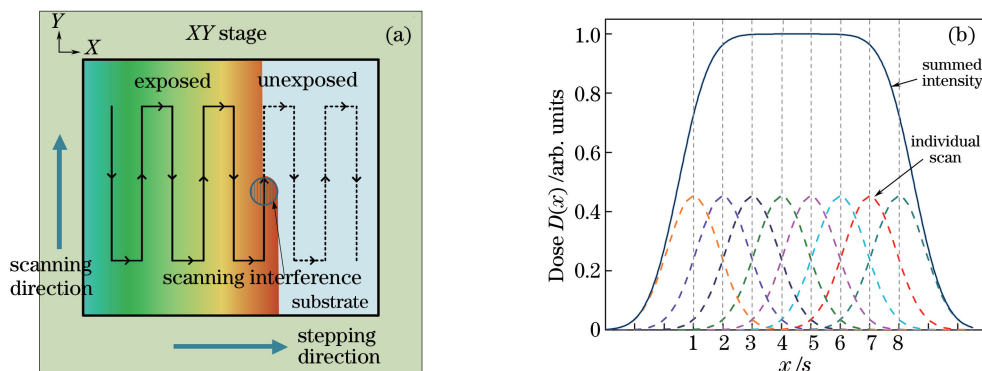 Y
X
XY stage
(a)
exposed
unexposed
scanning
direction
scanning interference
substrate
stepping
direction
(b)
1.0
0.8
0.6
0.4
0.2
0
Dose D(x) /arb. units
summed
intensity
individual
scan
1 2 3 4 5 6 7 8
x /s